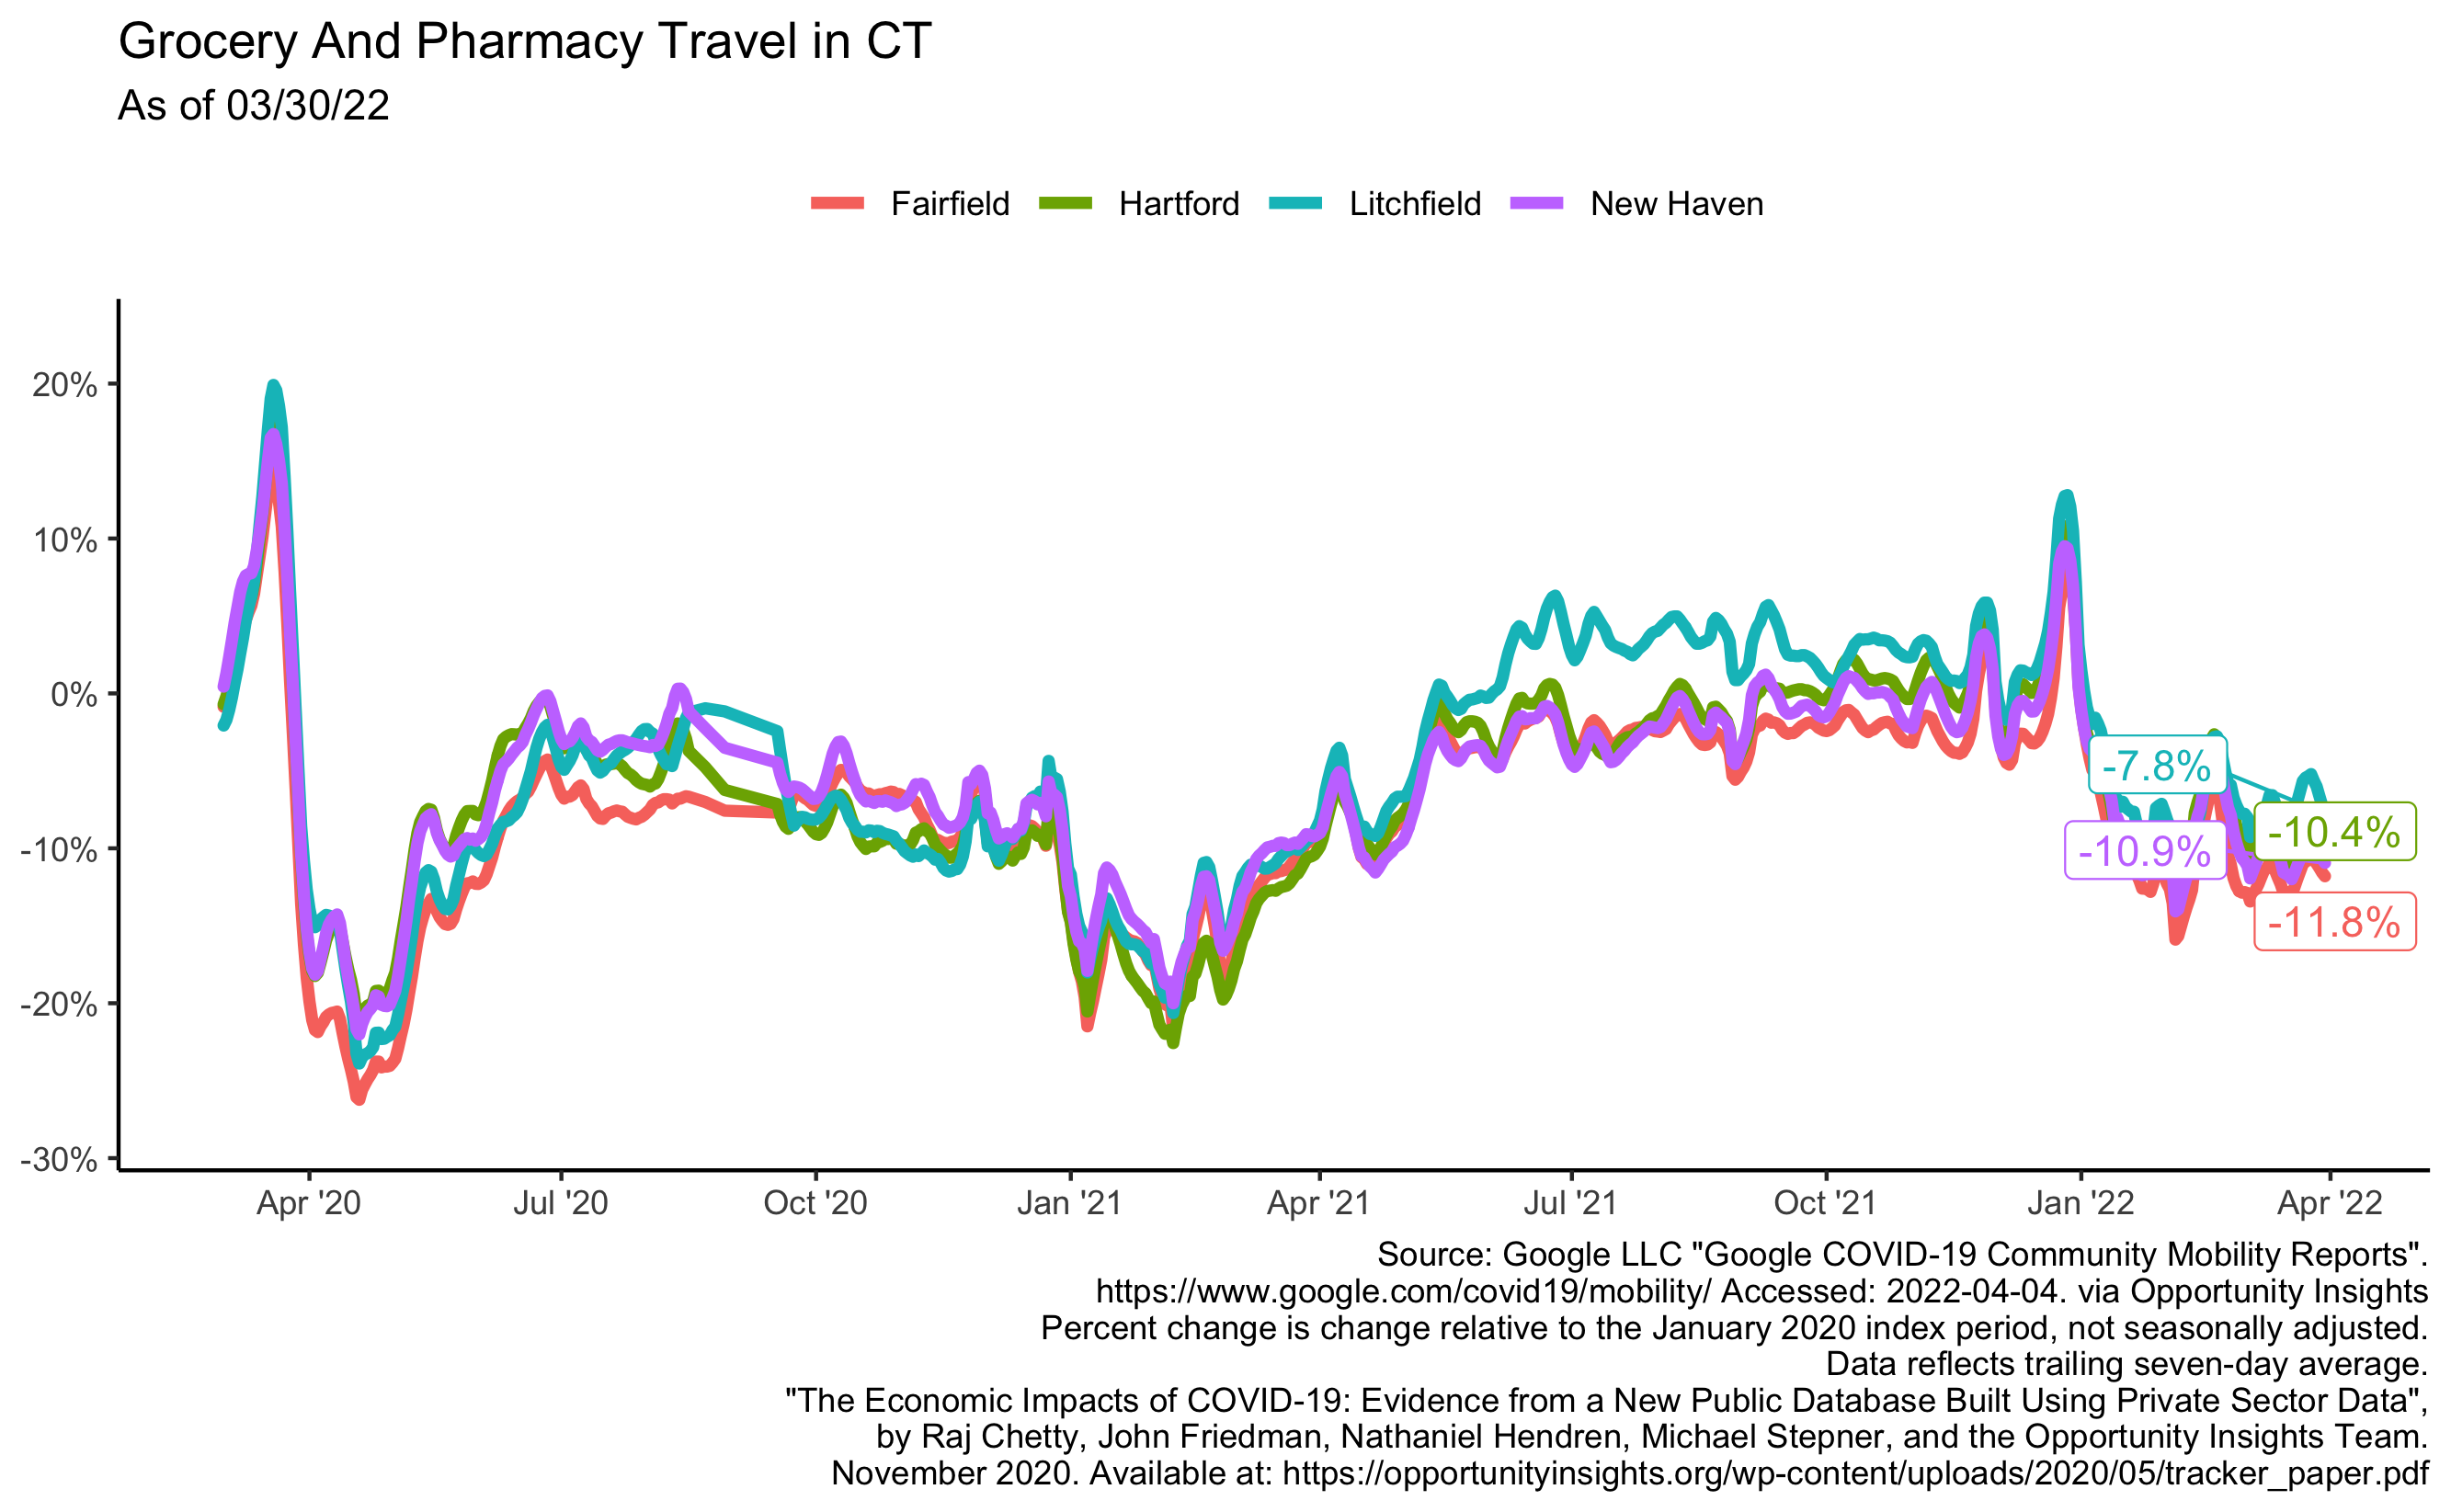 Grocery And Pharmacy Travel in CT
As of 03/30/22
Fairfield Hartford Litchfield New Haven
20%
10%
0%
-10%
-20%
-30%
-7.8%
-10.4%
-10.9%
-11.8%
Apr '20 Jul '20 Oct '20 Jan '21 Apr '21 Jul '21 Oct '21 Jan '22 Apr '22
Source: Google LLC "Google COVID-19 Community Mobility Reports".
https://www.google.com/covid19/mobility/ Accessed: 2022-04-04. via Opportunity Insights
Percent change is change relative to the January 2020 index period, not seasonally adjusted.
Data reflects trailing seven-day average.
"The Economic Impacts of COVID-19: Evidence from a New Public Database Built Using Private Sector Data",
by Raj Chetty, John Friedman, Nathaniel Hendren, Michael Stepner, and the Opportunity Insights Team.
November 2020. Available at: https://opportunityinsights.org/wp-content/uploads/2020/05/tracker_paper.pdf